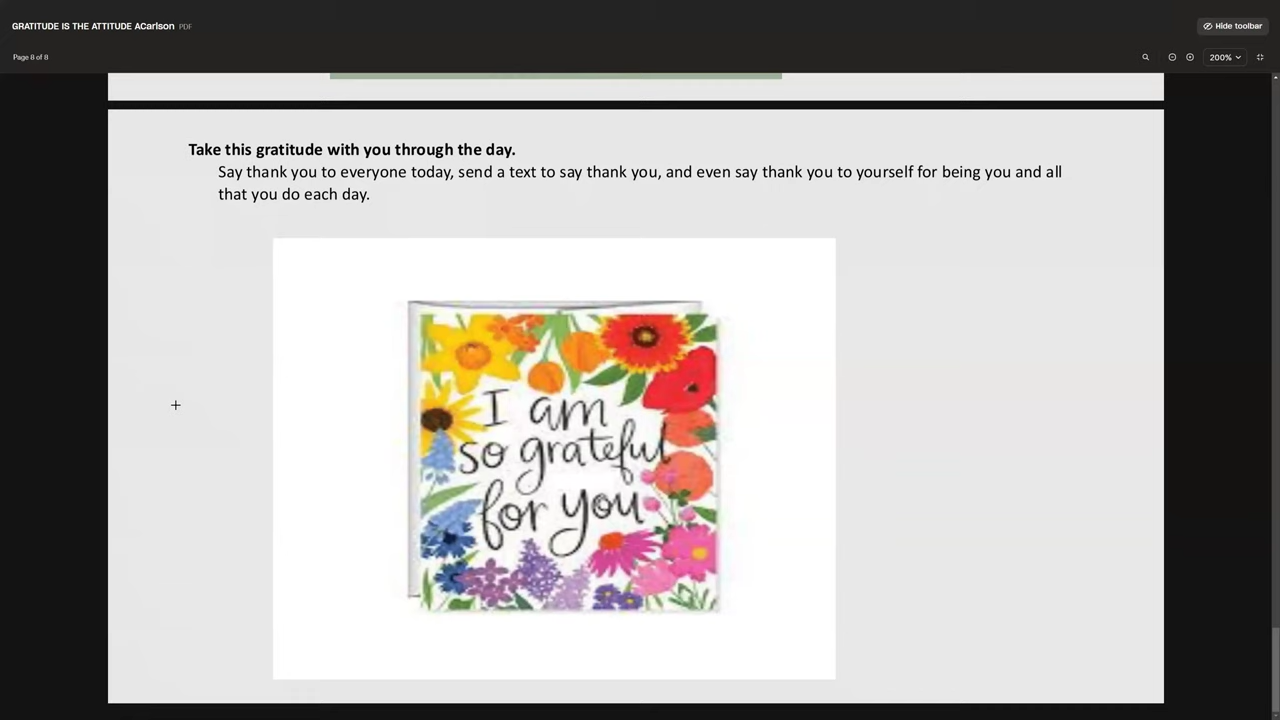 GRATITUDE IS THE ATTITUDE ACarlson PDF
Hide toolbar
Page 8 of 8
200%
Take this gratitude with you through the day.
Say thank you to everyone today, send a text to say thank you, and even say thank you to yourself for being you and all
that you do each day.
I am
so grateful
for you